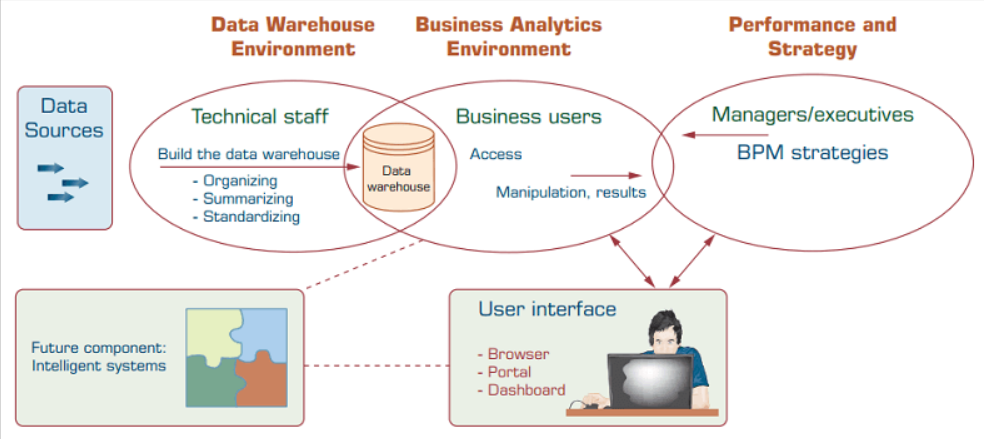 Data Warehouse
Environment
Business Analytics
Environment
Performance and
Strategy
Data
Sources
Technical staff
Build the data warehouse
- Organizing
- Summarizing
- Standardizing
Data
warehouse
Business users
Access
Manipulation, results
Managers/executives
BPM strategies
Future component:
Intelligent systems
User interface
- Browser
- Portal
- Dashboard